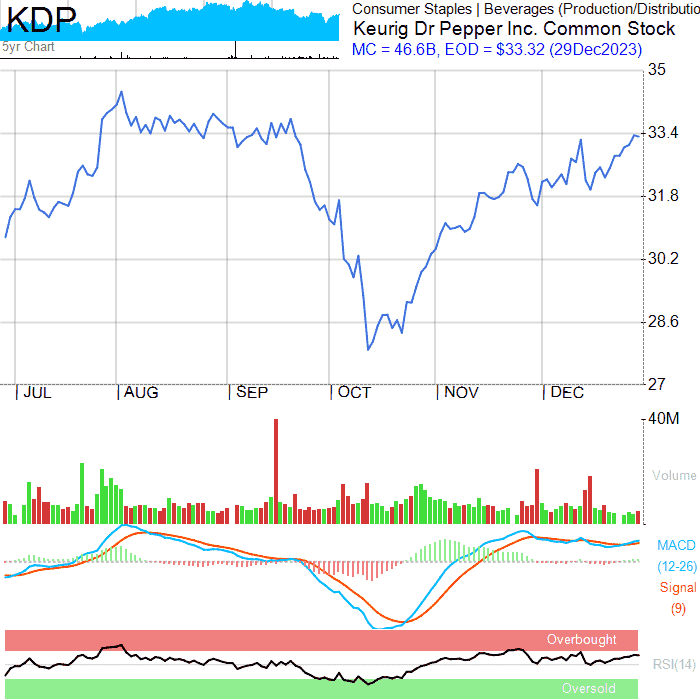 KDP
5yr Chart
Consumer Staples | Beverages (Production/Distributio
Keurig Dr Pepper Inc. Common Stock
MC = 46.6B, EOD = $33.32 (29Dec2023)
35
33.4
31.8
30.2
28.6
27
JUL AUG SEP OCT NOV DEC
40M
Volume
MACD
(12-26)
Signal
(9)
Overbought
RSI(14)
Oversold